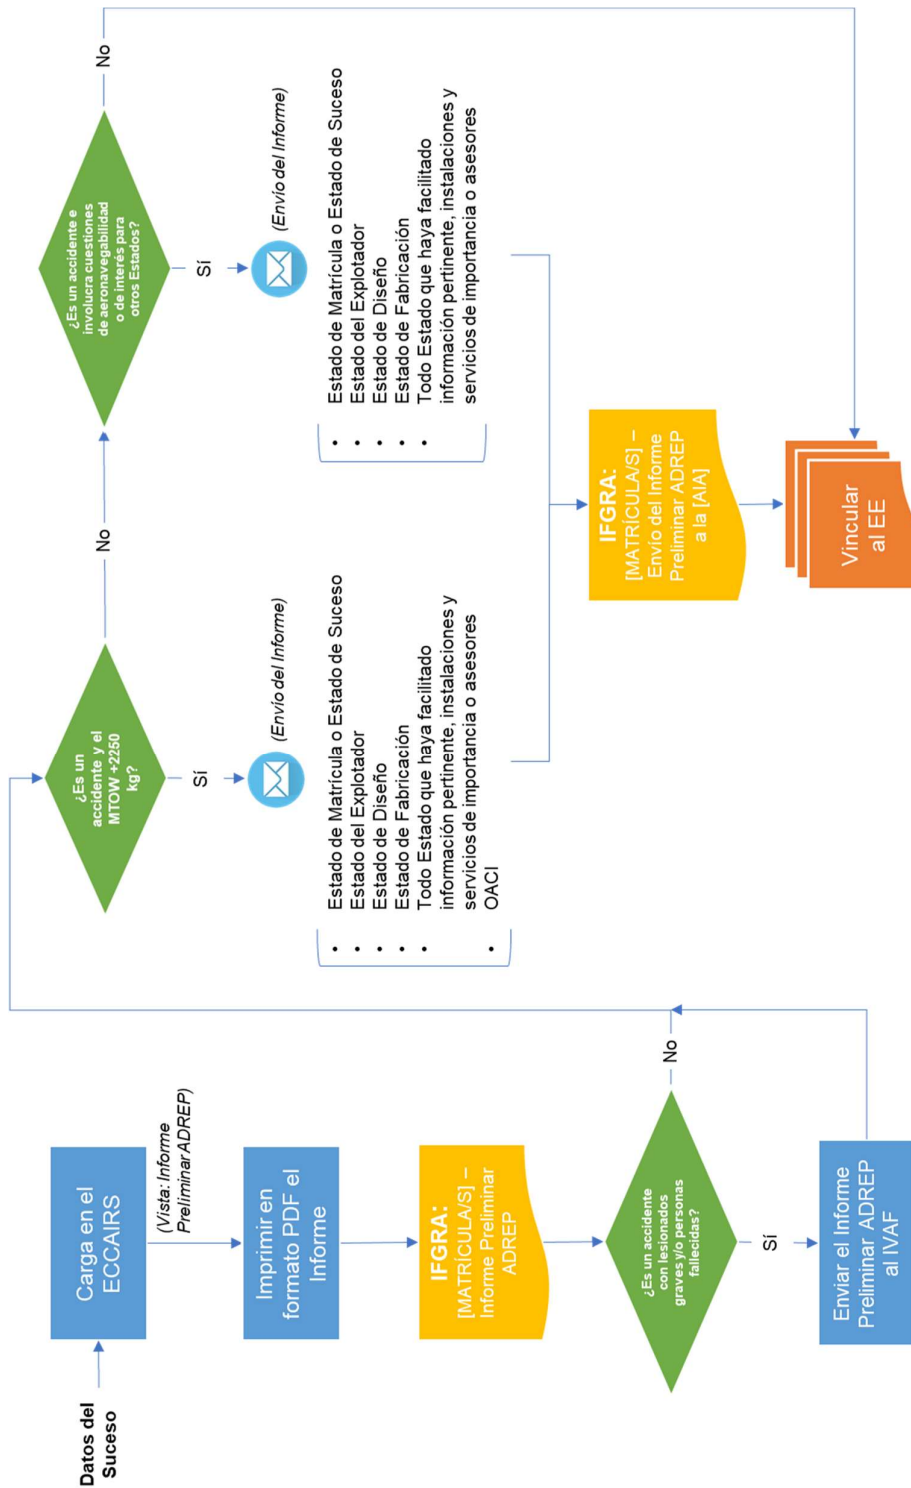 Datos del
Suceso
Carga en el
ECCAIRS
(Vista: Informe
Preliminar ADREP)
Imprimir en
formato PDF el
Informe
IFGRA:
[MATRÍCULA/S] –
Informe Preliminar
ADREP
¿Es un accidente
con lesionados
graves y/o personas
fallecidas?
No
Sí
Enviar el Informe
Preliminar ADREP
al IVAF
¿Es un
accidente y el
MTOW +2250
kg?
No
Sí
(Envío del Informe)
• Estado de Matrícula o Estado de Suceso
• Estado del Explotador
• Estado de Diseño
• Estado de Fabricación
• Todo Estado que haya facilitado
información pertinente, instalaciones y
servicios de importancia o asesores
• OACI
¿Es un accidente e
involucra cuestiones
de aeronavegabilidad
o de interés para
otros Estados?
No
Sí
(Envío del Informe)
• Estado de Matrícula o Estado de Suceso
• Estado del Explotador
• Estado de Diseño
• Estado de Fabricación
• Todo Estado que haya facilitado
información pertinente, instalaciones y
servicios de importancia o asesores
IFGRA:
[MATRÍCULA/S] –
Envío del Informe
Preliminar ADREP
a la [AIA]
Vincular
al EE